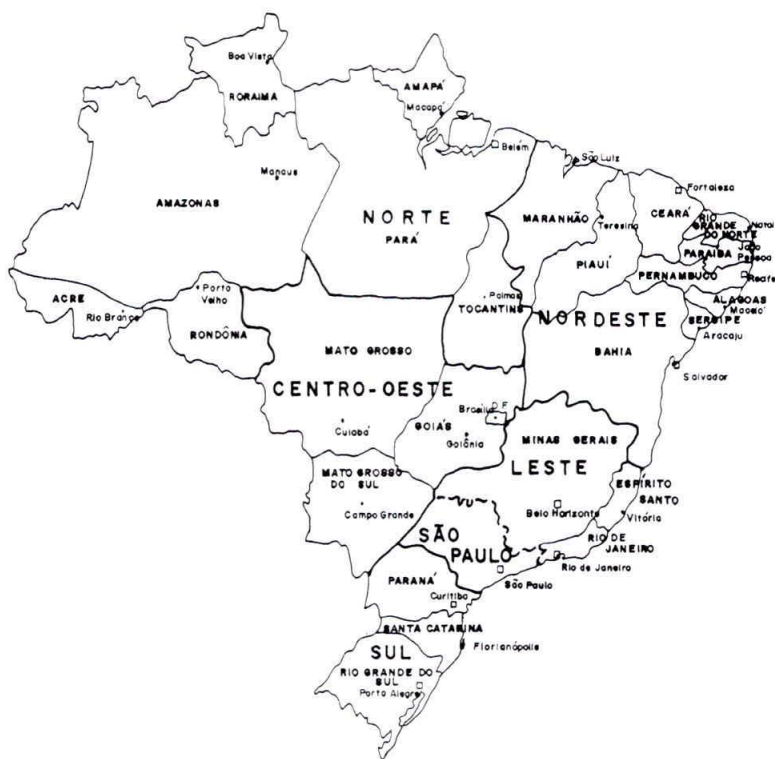 Boa Vista
RORAIMA
AMAPÁ
Macapá
Belém
São Luiz
Manaus
AMAZONAS
NORTE
PARÁ
MARANHÃO
Teresina
Fortaleza
CEARÁ
RIO
GRANDE
DO NORTE
Natal
João
Pessoa
PARAÍBA
PIAUÍ
PERNAMBUCO
Recife
ACRE
Rio Branco
Porto
Velho
RONDÔNIA
Palmas
TOCANTINS
ALAGOAS
Maceió
SERGIPE
Aracaju
NORDESTE
BAHIA
Salvador
MATO GROSSO
CENTRO-OESTE
Cuiabá
GOIÁS
Brasília
D.F.
Goiânia
MINAS GERAIS
LESTE
Belo Horizonte
ESPÍRITO
SANTO
Vitória
MATO GROSSO
DO SUL
Campo Grande
SÃO
PAULO
São Paulo
RIO DE
JANEIRO
Rio de Janeiro
PARANÁ
Curitiba
SANTA CATARINA
Florianópolis
SUL
RIO GRANDE DO
SUL
Porto Alegre